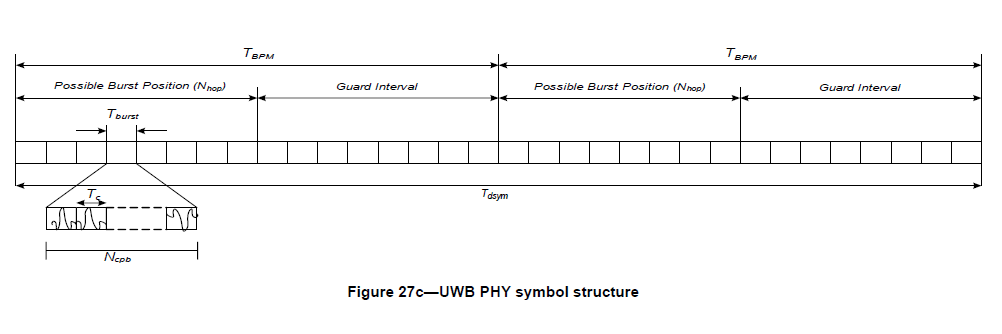 T_BPM T_BPM
Possible Burst Position (N_hop) Guard Interval Possible Burst Position (N_hop) Guard Interval
T_burst
T_dsym
T_c
N_cpb
Figure 27c—UWB PHY symbol structure